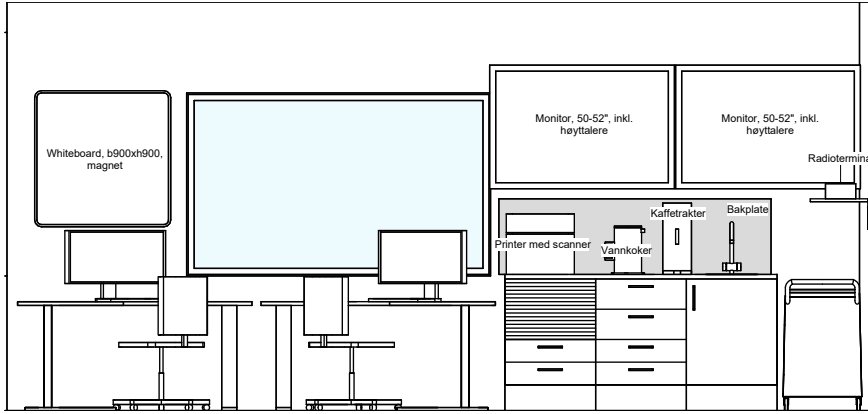 Whiteboard, b900xh900,
magnet
Monitor, 50-52", inkl.
høyttalere
Monitor, 50-52", inkl.
høyttalere
Radiotermina
Printer med scanner
Vannkoker
Kaffetrakter
Bakplate